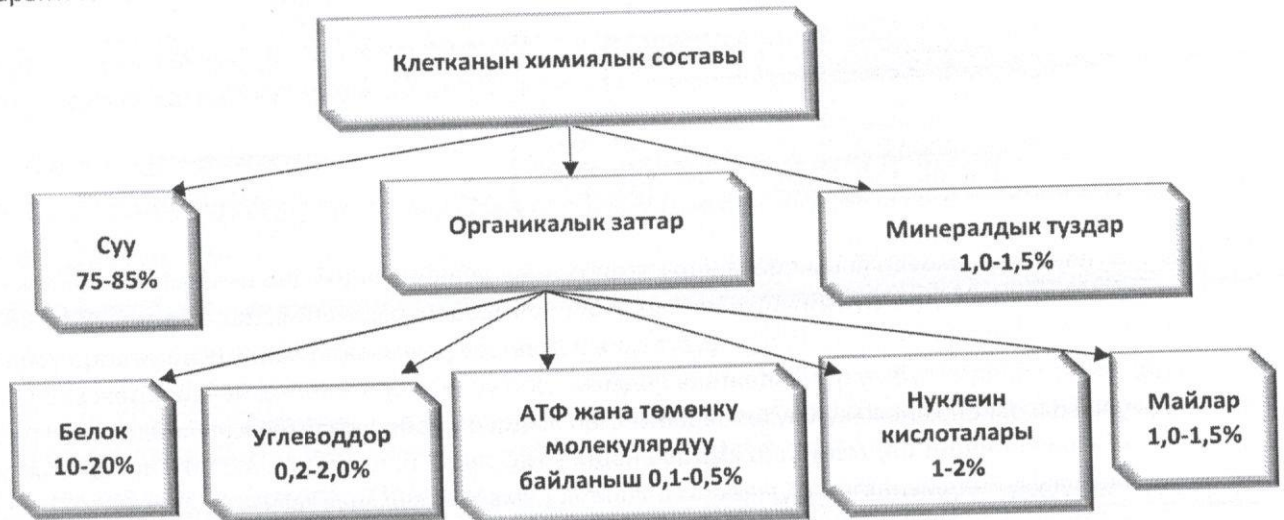 Клетканын химиялык составы
Суу
75-85%
Органикалык заттар
Минералдык туздар
1,0-1,5%
Белок
10-20%
Углеводдор
0,2-2,0%
АТФ жана төмөнкү
молекулярдүү
байланыш 0,1-0,5%
Нуклеин
кислоталары
1-2%
Майлар
1,0-1,5%